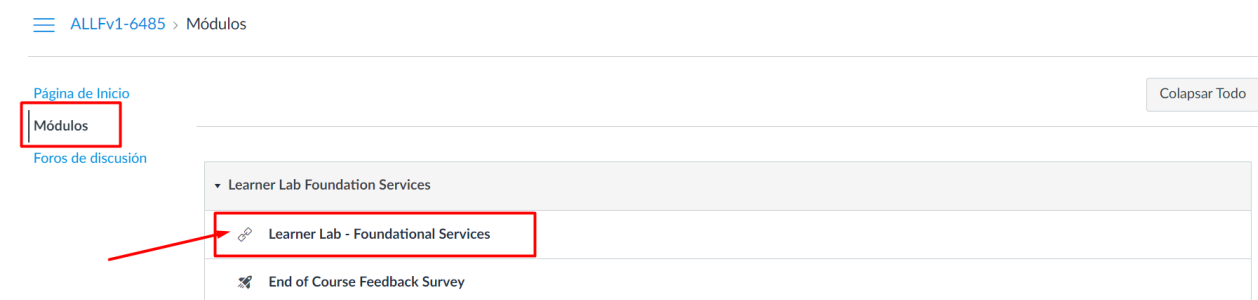 ALLFv1-6485 › Módulos
Página de Inicio
Colapsar Todo
Módulos
Foros de discusión
Learner Lab Foundation Services
Learner Lab - Foundational Services
End of Course Feedback Survey